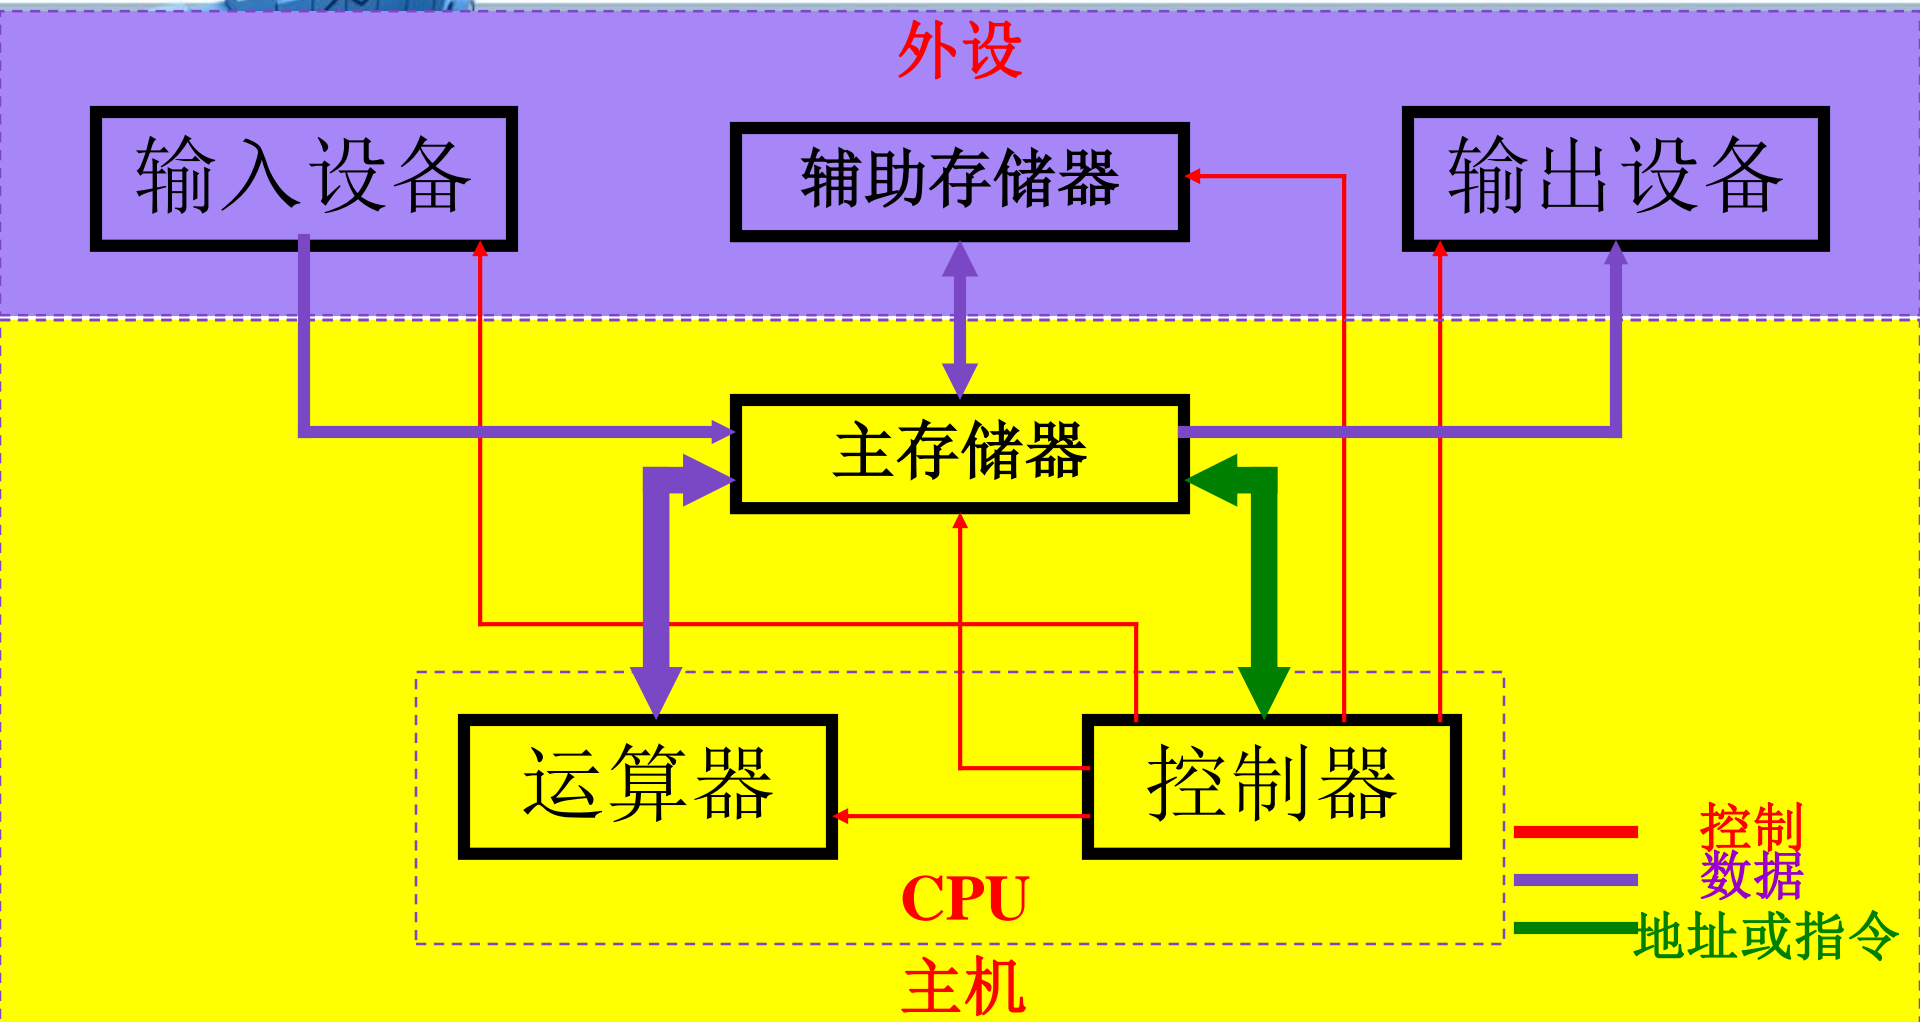 外设
输入设备
辅助存储器
输出设备
主存储器
运算器
控制器
控制
数据
地址或指令
CPU
主机